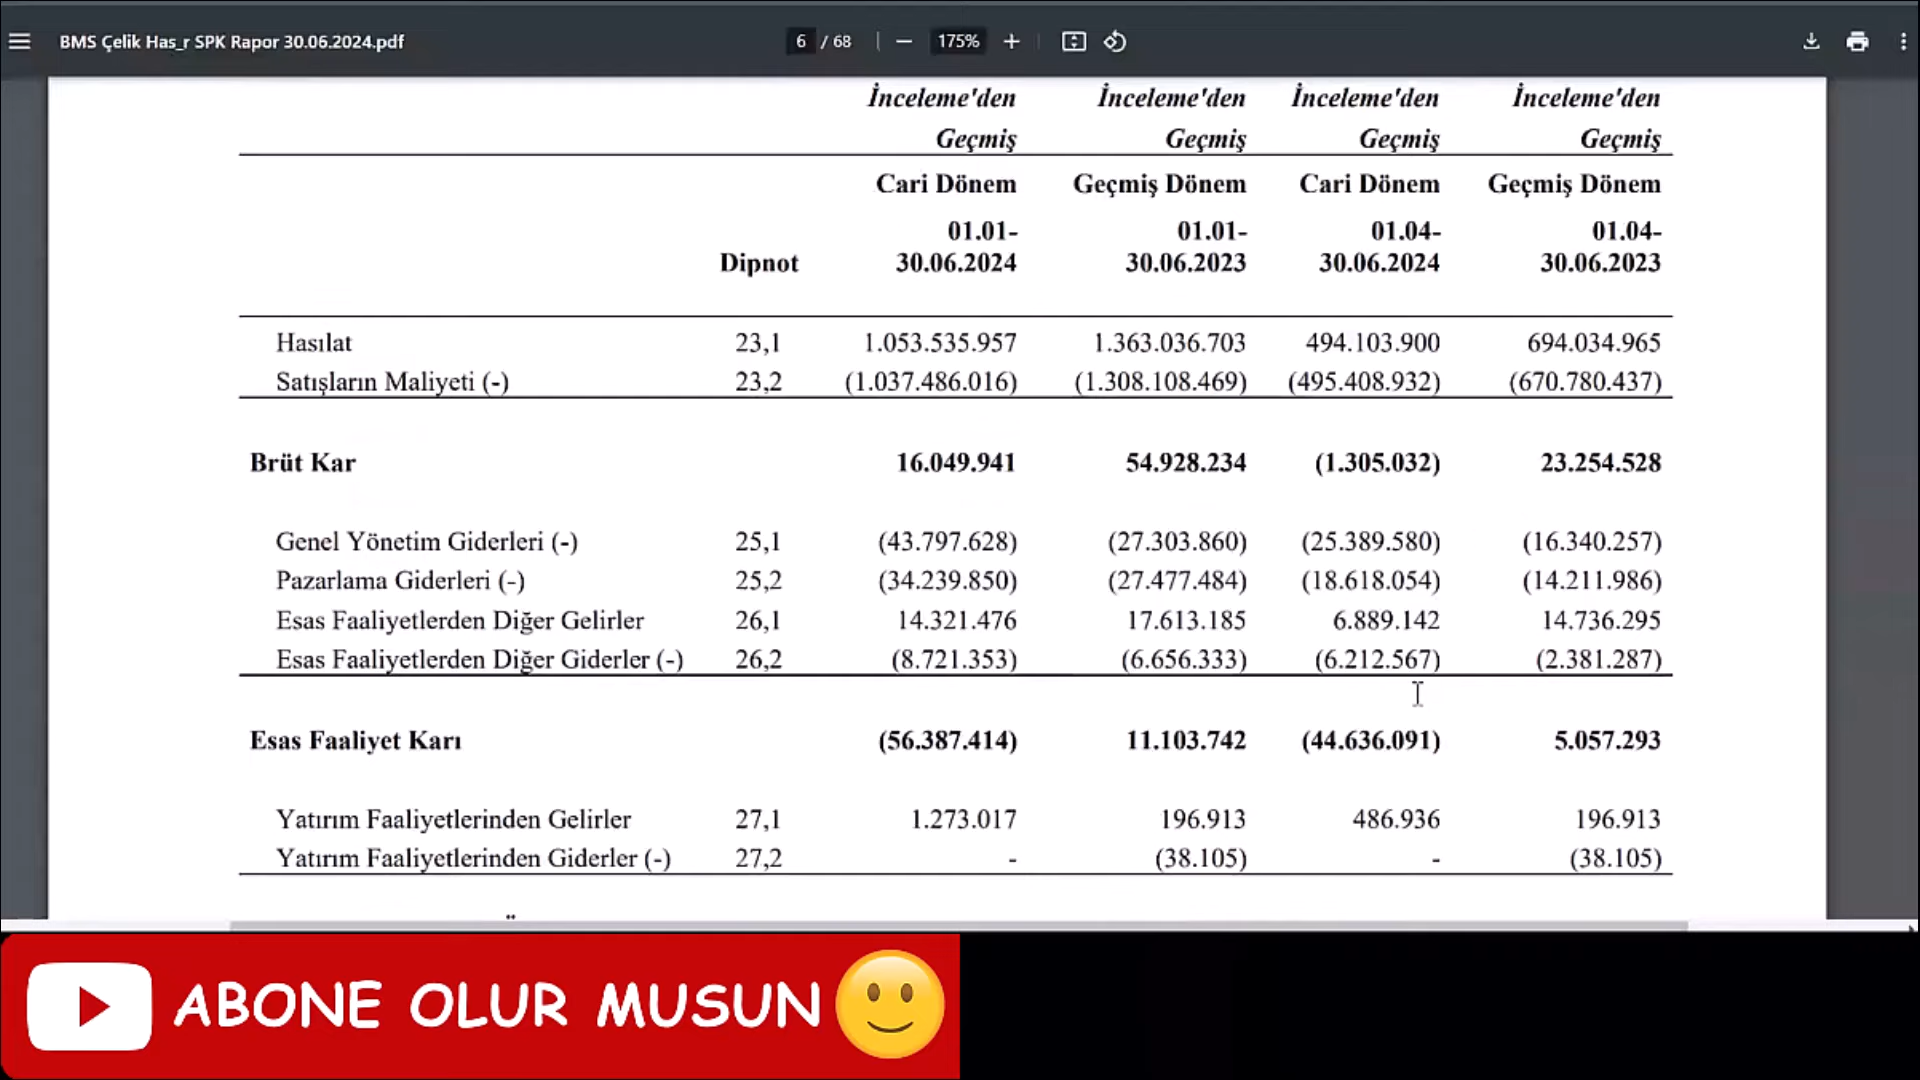 BMS Çelik Has_r SPK Rapor 30.06.2024.pdf
6 / 68
175%
İnceleme'den İnceleme'den İnceleme'den İnceleme'den
Geçmiş Geçmiş Geçmiş Geçmiş
Cari Dönem Geçmiş Dönem Cari Dönem Geçmiş Dönem
01.01- 01.01- 01.04- 01.04-
Dipnot 30.06.2024 30.06.2023 30.06.2024 30.06.2023
Hasılat 23,1 1.053.535.957 1.363.036.703 494.103.900 694.034.965
Satışların Maliyeti (-) 23,2 (1.037.486.016) (1.308.108.469) (495.408.932) (670.780.437)
Brüt Kar 16.049.941 54.928.234 (1.305.032) 23.254.528
Genel Yönetim Giderleri (-) 25,1 (43.797.628) (27.303.860) (25.389.580) (16.340.257)
Pazarlama Giderleri (-) 25,2 (34.239.850) (27.477.484) (18.618.054) (14.211.986)
Esas Faaliyetlerden Diğer Gelirler 26,1 14.321.476 17.613.185 6.889.142 14.736.295
Esas Faaliyetlerden Diğer Giderler (-) 26,2 (8.721.353) (6.656.333) (6.212.567) (2.381.287)
Esas Faaliyet Karı (56.387.414) 11.103.742 (44.636.091) 5.057.293
Yatırım Faaliyetlerinden Gelirler 27,1 1.273.017 196.913 486.936 196.913
Yatırım Faaliyetlerinden Giderler (-) 27,2 - (38.105) - (38.105)
ABONE OLUR MUSUN